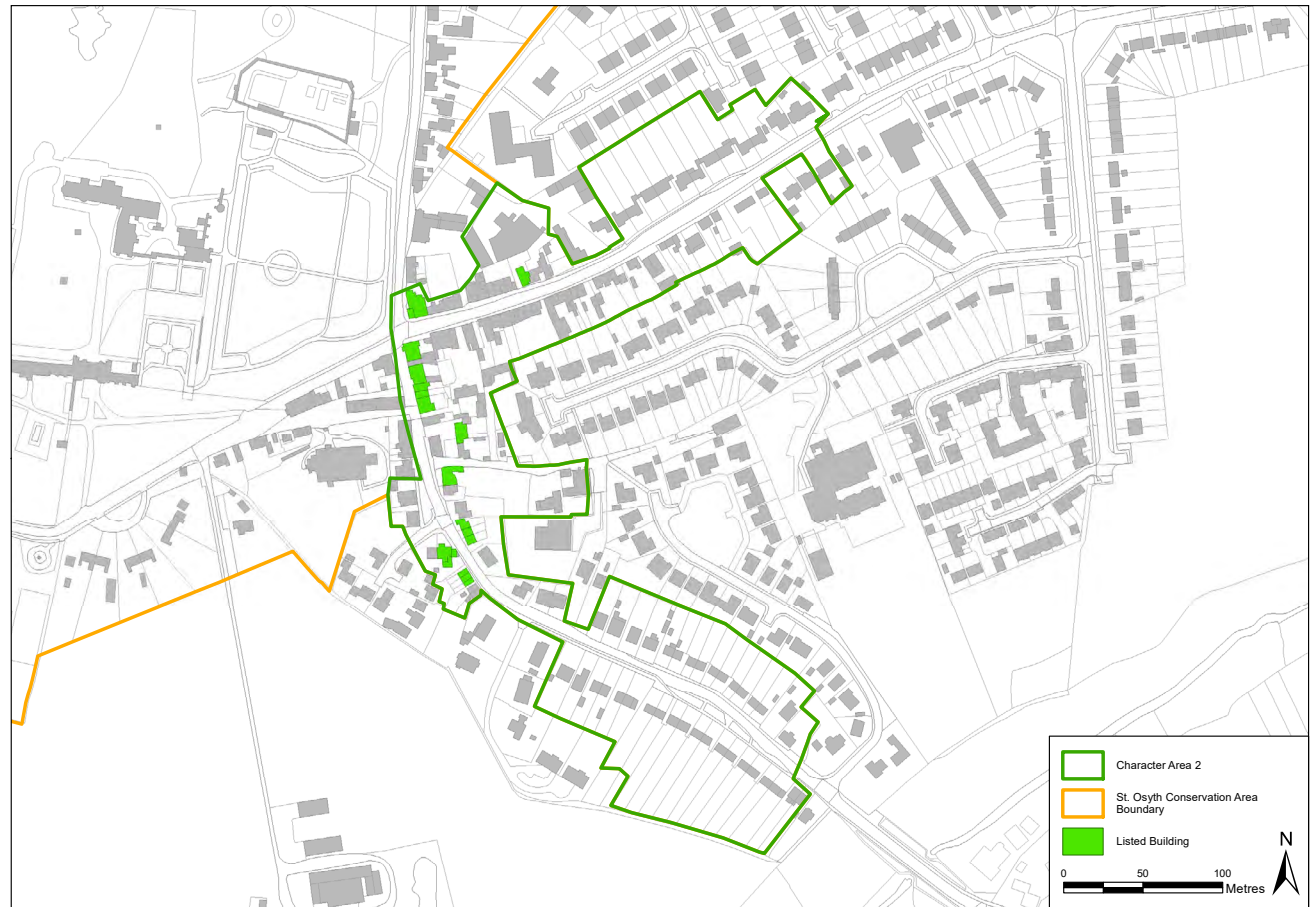 Character Area 2
St. Osyth Conservation Area
Boundary
Listed Building
N
0 50 100
Metres